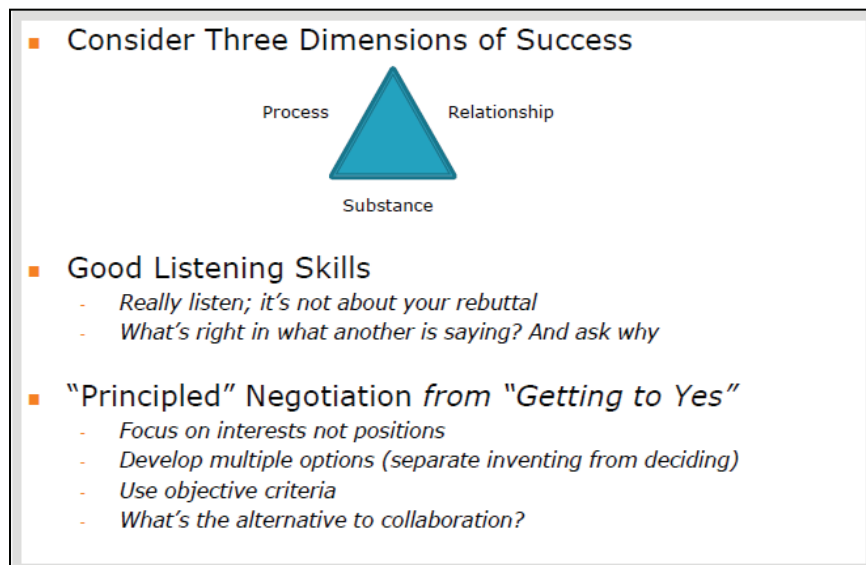 Consider Three Dimensions of Success
Process
Relationship
Substance
Good Listening Skills
- Really listen; it’s not about your rebuttal
- What’s right in what another is saying? And ask why
“Principled” Negotiation from “Getting to Yes”
- Focus on interests not positions
- Develop multiple options (separate inventing from deciding)
- Use objective criteria
- What’s the alternative to collaboration?